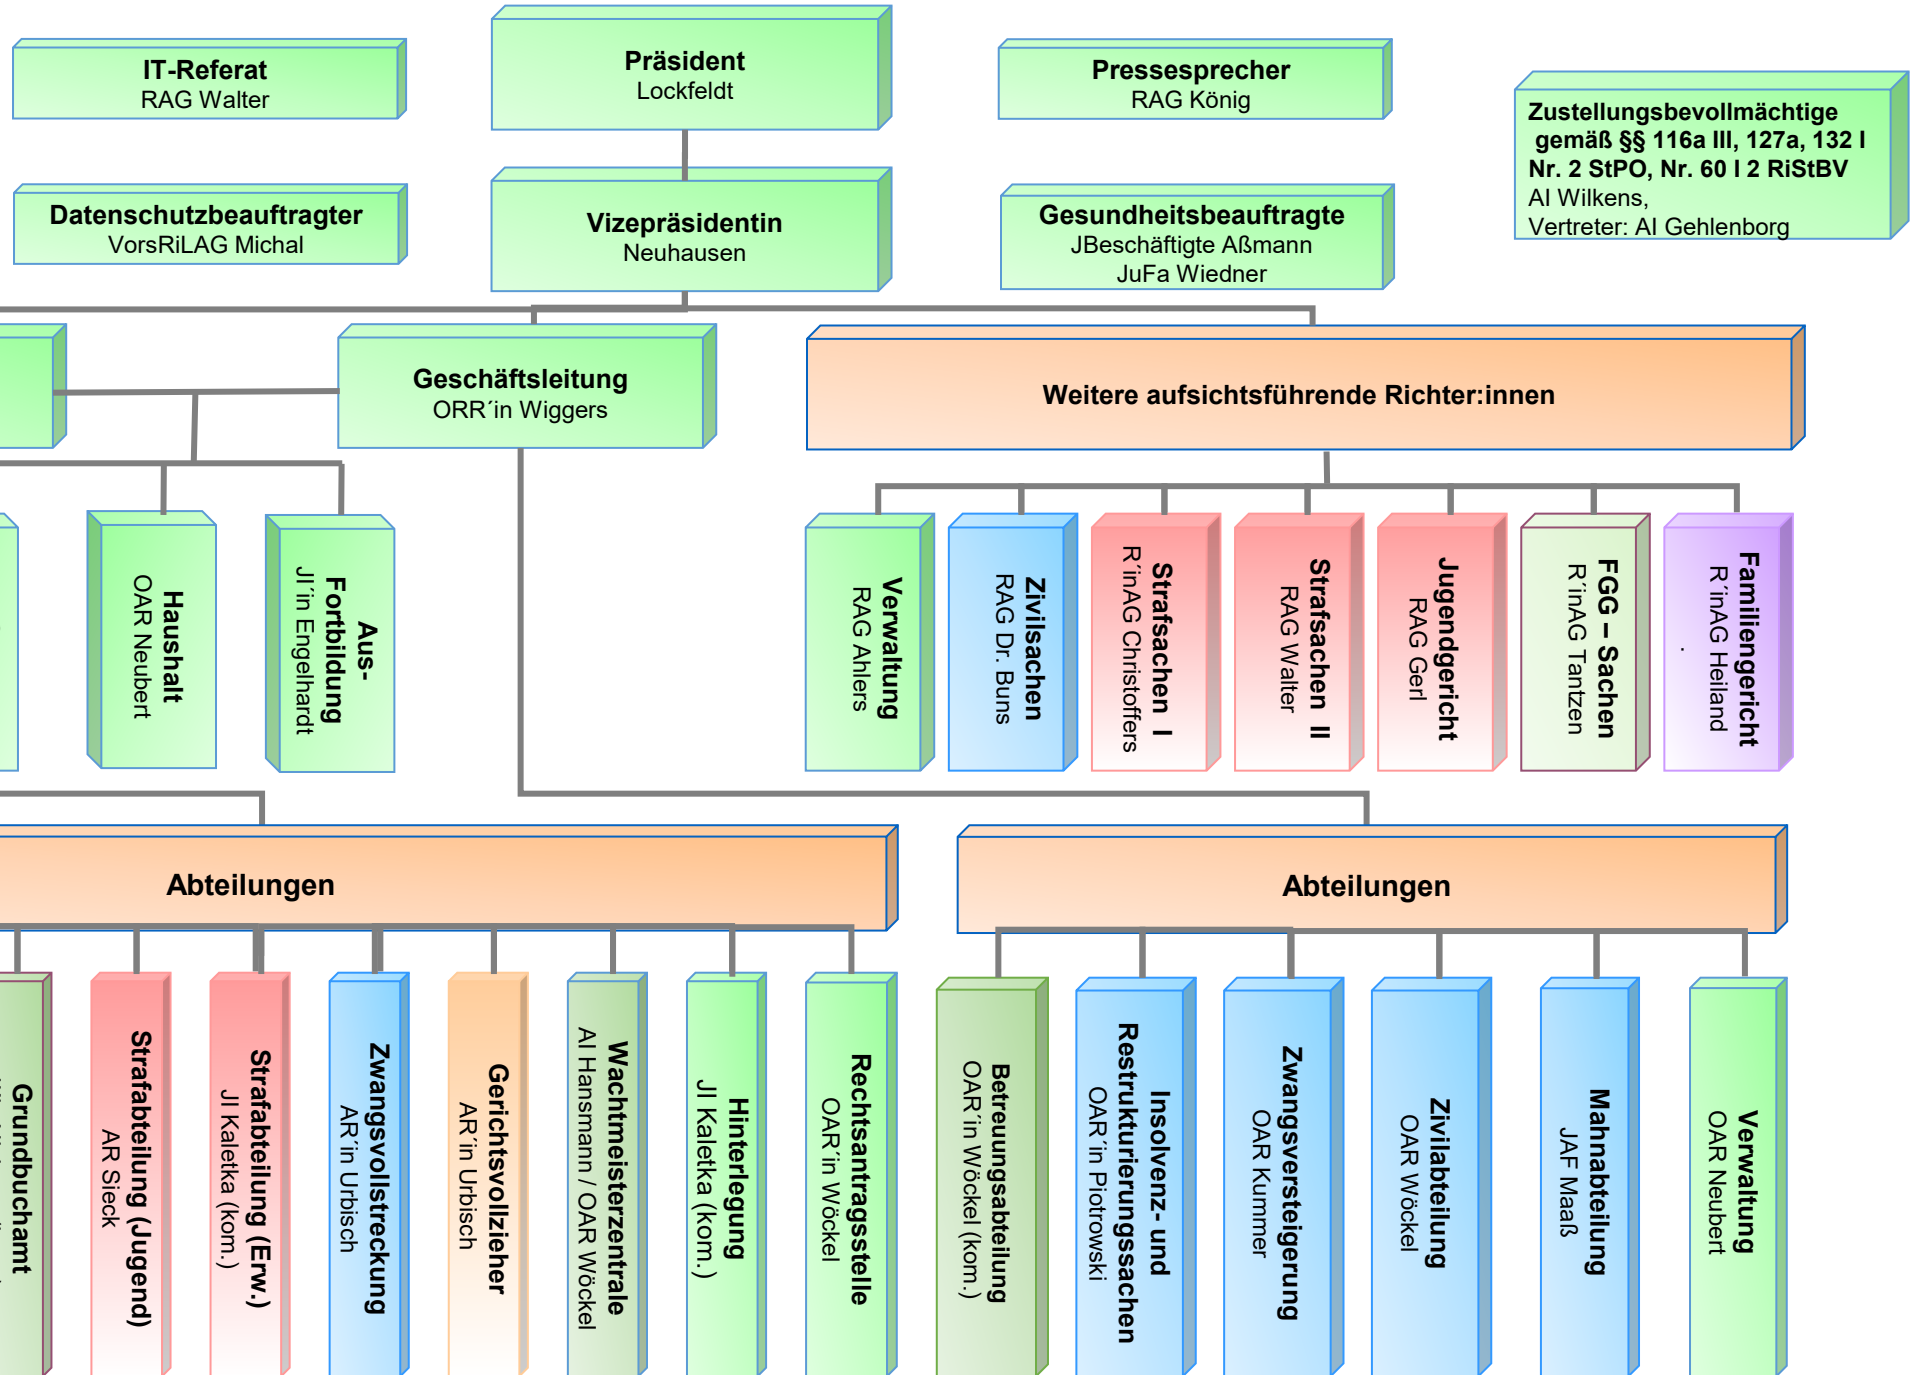 IT-Referat
RAG Walter
Präsident
Lockfeldt
Pressesprecher
RAG König
Zustellungsbevollmächtige
gemäß §§ 116a III, 127a, 132 I
Nr. 2 StPO, Nr. 60 I 2 RiStBV
AI Wilkens,
Vertreter: AI Gehlenborg
Datenschutzbeauftragter
VorsRiLAG Michal
Vizepräsidentin
Neuhausen
Gesundheitsbeauftragte
JBeschäftigte Aßmann
JuFa Wiedner
Geschäftsleitung
ORR´in Wiggers
Weitere aufsichtsführende Richter:innen
Haushalt
OAR Neubert
Aus-
Fortbildung
JI´in Engelhardt
Verwaltung
RAG Ahlers
Zivilsachen
RAG Dr. Buns
Strafsachen I
R´inAG Christoffers
Strafsachen II
RAG Walter
Jugendgericht
RAG Gerl
FGG – Sachen
R´inAG Tantzen
Familiengericht
R´inAG Heiland
.
Abteilungen
Abteilungen
Grundbuchamt
Strafabteilung (Jugend)
AR Sieck
Strafabteilung (Erw.)
JI Kaletka (kom.)
Zwangsvollstreckung
AR´in Urbisch
Gerichtsvollzieher
AR´in Urbisch
Wachtmeisterzentrale
AI Hansmann / OAR Wöckel
Hinterlegung
JI Kaletka (kom.)
Rechtsantragsstelle
OAR´in Wöckel
Betreuungsabteilung
OAR´in Wöckel (kom.)
Insolvenz- und
Restrukturierungssachen
OAR´in Piotrowski
Zwangsversteigerung
OAR Kummer
Zivilabteilung
OAR Wöckel
Mahnabteilung
JAF Maaß
Verwaltung
OAR Neubert